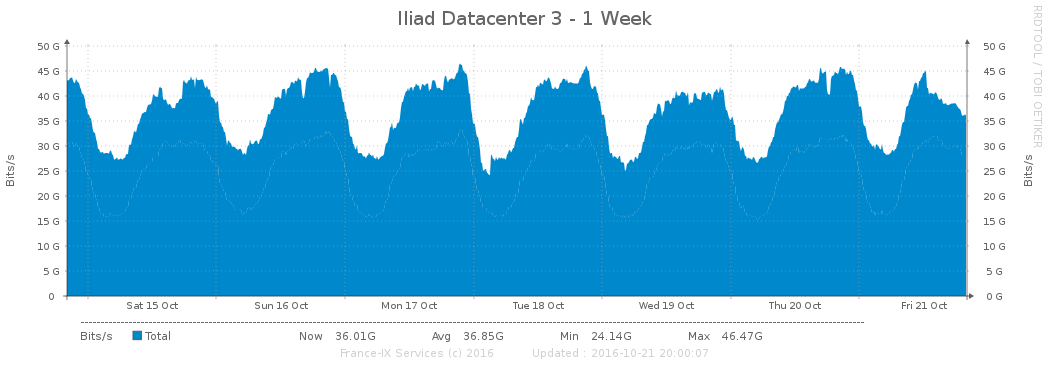 Iliad Datacenter 3 - 1 Week
RRDTOOL / TOBI OETIKER
Bits/s
50 G
45 G
40 G
35 G
30 G
25 G
20 G
15 G
10 G
5 G
0
50 G
45 G
40 G
35 G
30 G
25 G
20 G
15 G
10 G
5 G
0 G
Bits/s
Sat 15 Oct Sun 16 Oct Mon 17 Oct Tue 18 Oct Wed 19 Oct Thu 20 Oct Fri 21 Oct
Bits/s Total Now 36.01G Avg 36.85G Min 24.14G Max 46.47G
France-IX Services (c) 2016 Updated : 2016-10-21 20:00:07